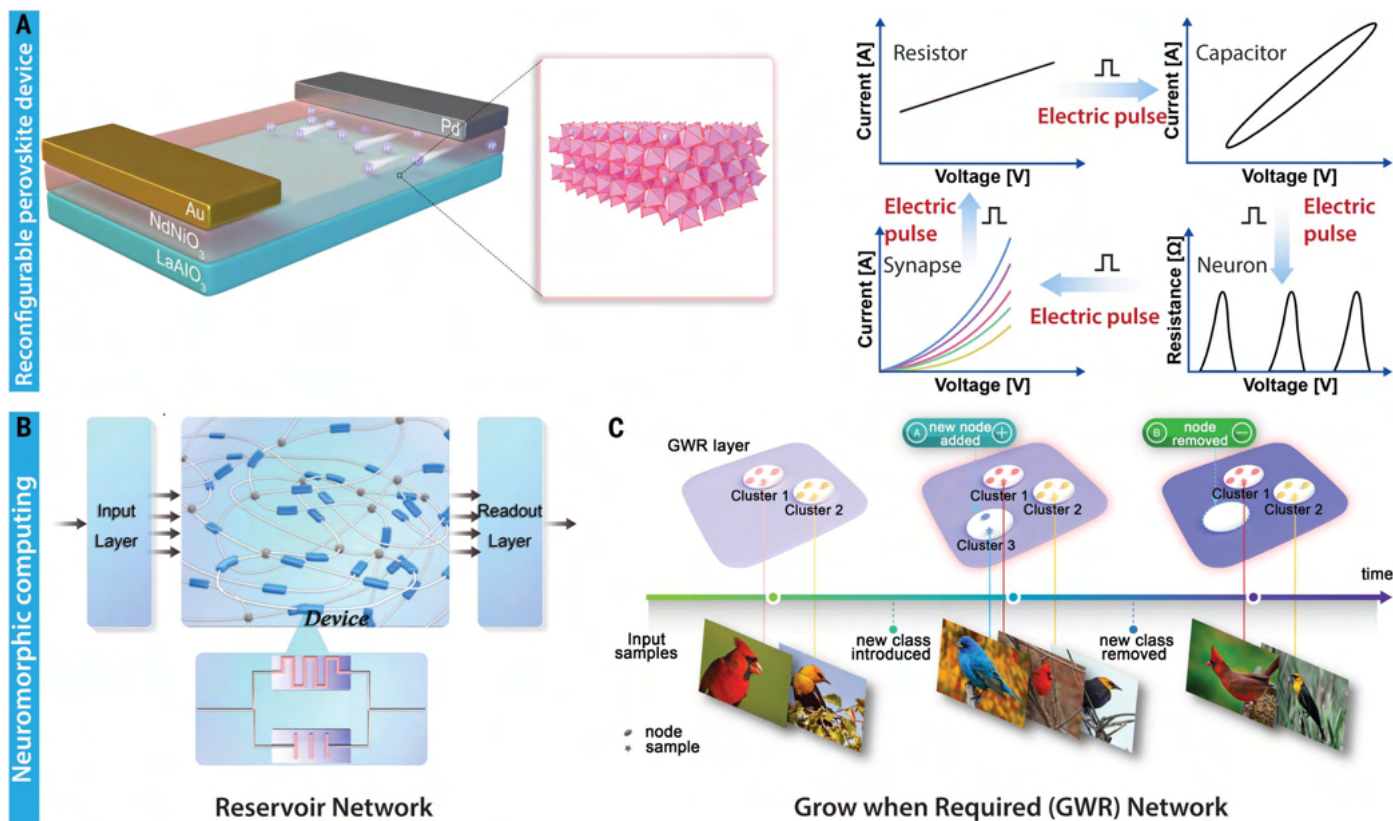 A
Reconfigurable perovskite device
Pd
Au
NdNiO₃
LaAlO₃
Current [A]
Resistor
Voltage [V]
Electric pulse
Current [A]
Capacitor
Voltage [V]
Electric
pulse
Synapse
Current [A]
Voltage [V]
Electric pulse
Electric
pulse
Neuron
Resistance [Ω]
Voltage [V]
Neuromorphic computing
B
Input
Layer
Readout
Layer
Device
Reservoir Network
C
GWR layer
Cluster 1
Cluster 2
A new node
added +
Cluster 1
Cluster 2
Cluster 3
B node
removed −
Cluster 1
Cluster 2
time
Input
samples
new class
introduced
new class
removed
node
sample
Grow when Required (GWR) Network